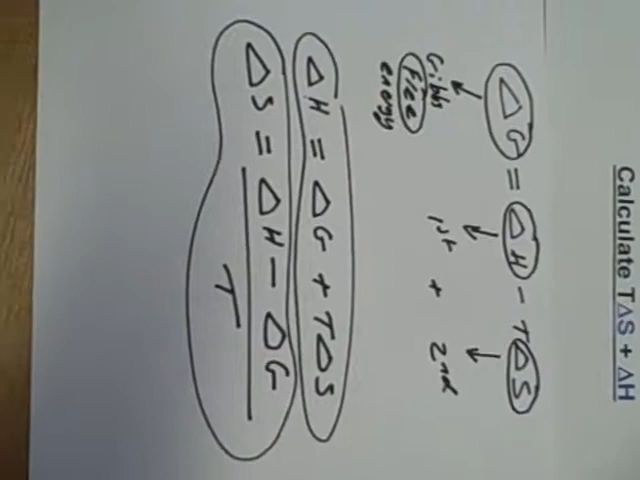 Calculate TΔS + ΔH
ΔG = ΔH - TΔS
Gibbs 1st + 2nd
Free
energy
ΔH = ΔG + TΔS
ΔS = ΔH - ΔG
T